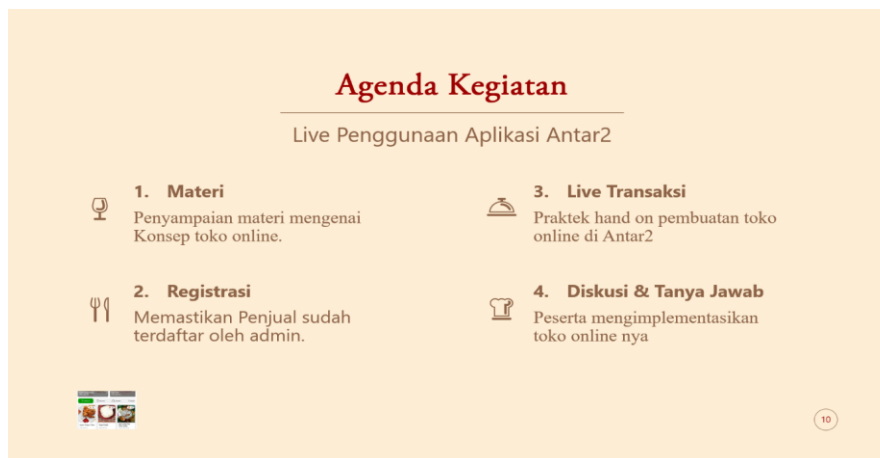 Agenda Kegiatan
Live Penggunaan Aplikasi Antar2
1. Materi
Penyampaian materi mengenai
Konsep toko online.
2. Registrasi
Memastikan Penjual sudah
terdaftar oleh admin.
3. Live Transaksi
Praktek hand on pembuatan toko
online di Antar2
4. Diskusi & Tanya Jawab
Peserta mengimplementasikan
toko online nya
10